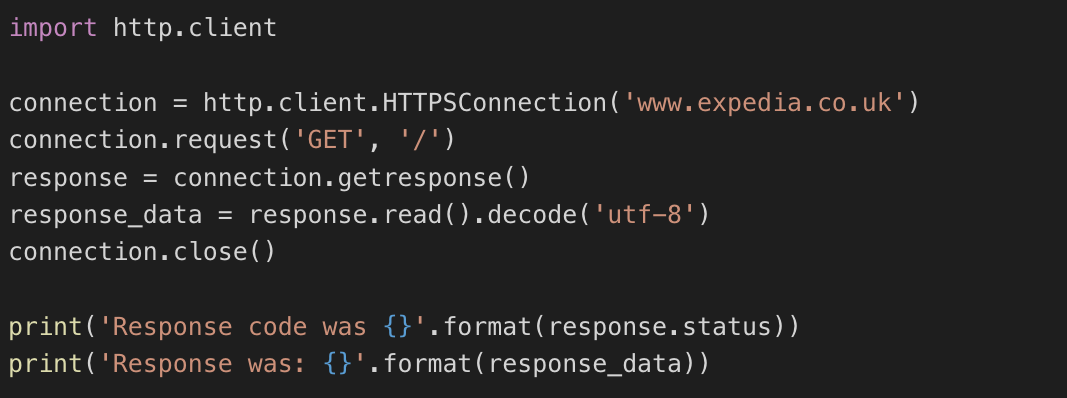 import http.client
connection = http.client.HTTPSConnection('www.expedia.co.uk')
connection.request('GET', '/')
response = connection.getresponse()
response_data = response.read().decode('utf-8')
connection.close()
print('Response code was {}'.format(response.status))
print('Response was: {}'.format(response_data))